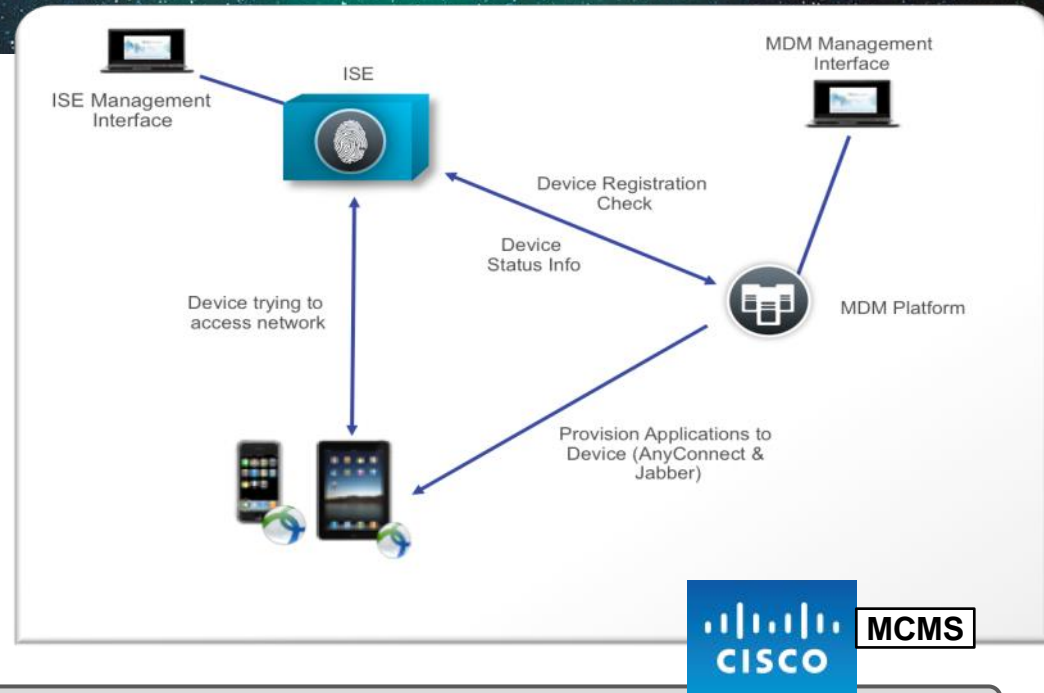 MDM Management
Interface
ISE
ISE Management
Interface
Device Registration
Check
Device
Status Info
Device trying to
access network
MDM Platform
Provision Applications to
Device (AnyConnect &
Jabber)
CISCO
MCMS